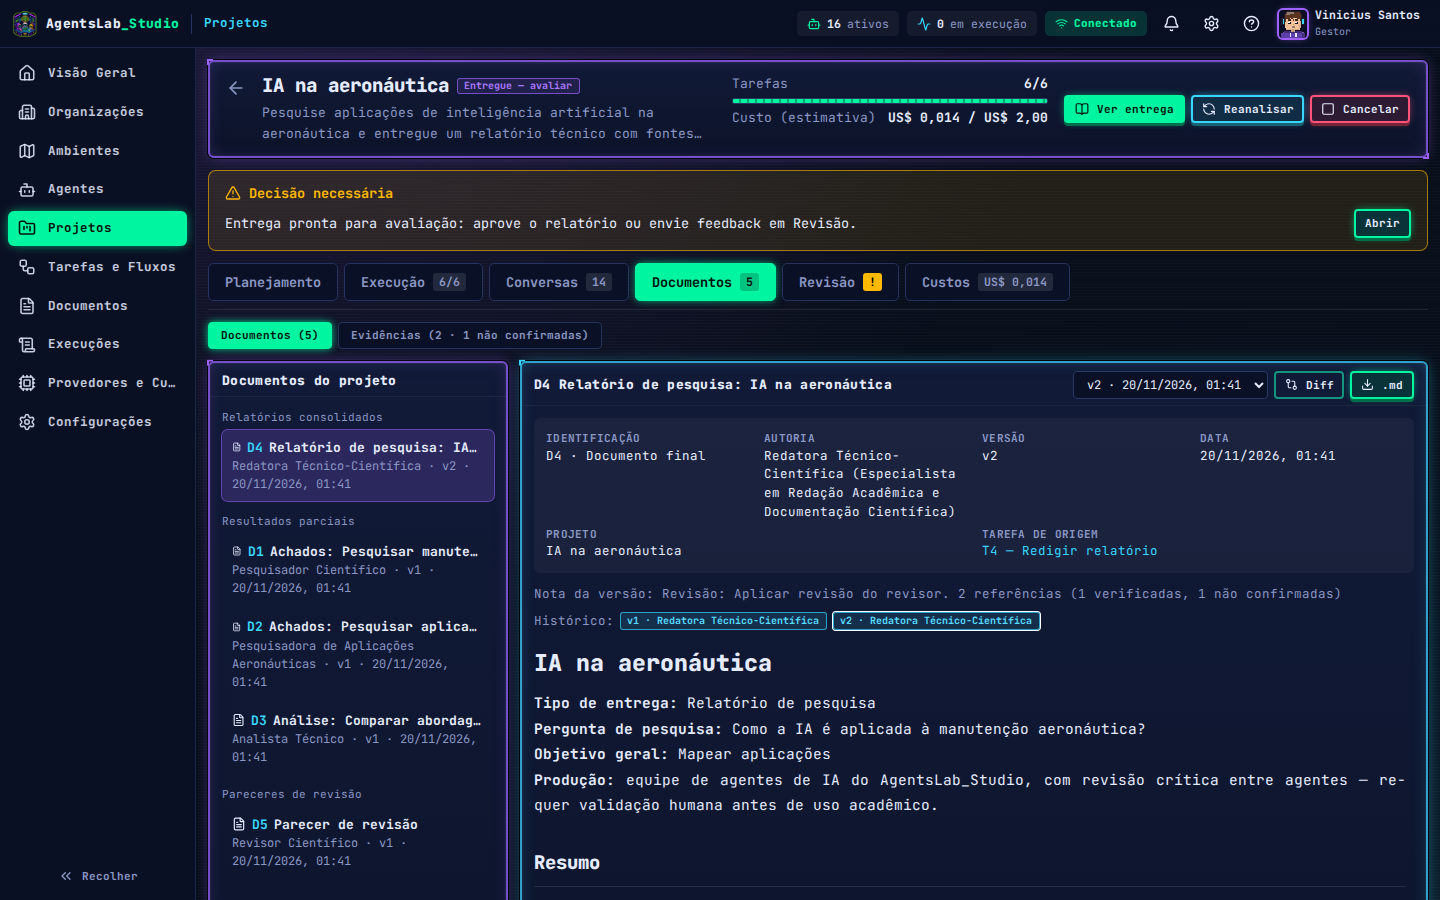 AgentsLab_Studio
Projetos
16 ativos
0 em execução
Conectado
Vinicius Santos
Gestor
Visão Geral
Organizações
Ambientes
Agentes
Projetos
Tarefas e Fluxos
Documentos
Execuções
Provedores e Cu…
Configurações
Recolher
IA na aeronáutica
Entregue — avaliar
Pesquise aplicações de inteligência artificial na
aeronáutica e entregue um relatório técnico com fontes…
Tarefas
6/6
Custo (estimativa)
US$ 0,014 / US$ 2,00
Ver entrega
Reanalisar
Cancelar
Decisão necessária
Entrega pronta para avaliação: aprove o relatório ou envie feedback em Revisão.
Abrir
Planejamento
Execução 6/6
Conversas 14
Documentos 5
Revisão !
Custos US$ 0,014
Documentos (5)
Evidências (2 · 1 não confirmadas)
Documentos do projeto
Relatórios consolidados
D4 Relatório de pesquisa: IA…
Redatora Técnico-Científica · v2 ·
20/11/2026, 01:41
Resultados parciais
D1 Achados: Pesquisar manute…
Pesquisador Científico · v1 ·
20/11/2026, 01:41
D2 Achados: Pesquisar aplica…
Pesquisadora de Aplicações
Aeronáuticas · v1 · 20/11/2026,
01:41
D3 Análise: Comparar abordag…
Analista Técnico · v1 · 20/11/2026,
01:41
Pareceres de revisão
D5 Parecer de revisão
Revisor Científico · v1 ·
20/11/2026, 01:41
D4 Relatório de pesquisa: IA na aeronáutica
v2 · 20/11/2026, 01:41
Diff
.md
IDENTIFICAÇÃO
D4 · Documento final
AUTORIA
Redatora Técnico-
Científica (Especialista
em Redação Acadêmica e
Documentação Científica)
VERSÃO
v2
DATA
20/11/2026, 01:41
PROJETO
IA na aeronáutica
TAREFA DE ORIGEM
T4 — Redigir relatório
Nota da versão: Revisão: Aplicar revisão do revisor. 2 referências (1 verificadas, 1 não confirmadas)
Histórico:
v1 · Redatora Técnico-Científica
v2 · Redatora Técnico-Científica
IA na aeronáutica
Tipo de entrega: Relatório de pesquisa
Pergunta de pesquisa: Como a IA é aplicada à manutenção aeronáutica?
Objetivo geral: Mapear aplicações
Produção: equipe de agentes de IA do AgentsLab_Studio, com revisão crítica entre agentes — re-
quer validação humana antes de uso acadêmico.
Resumo